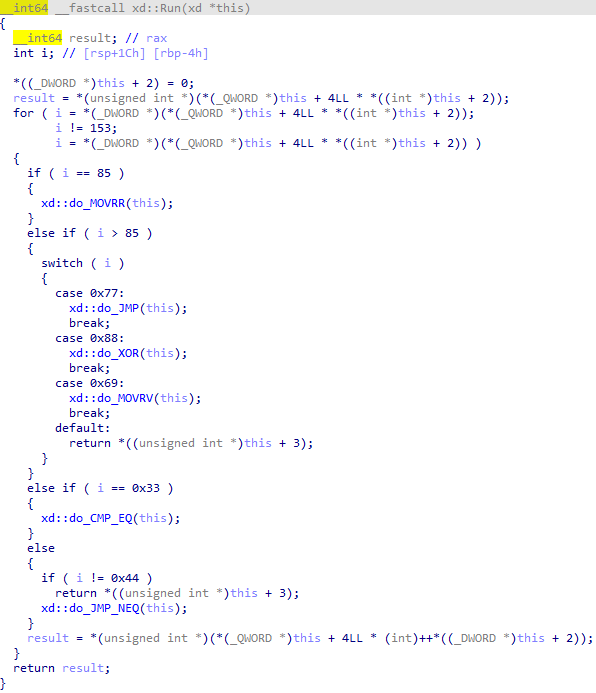 __int64 __fastcall xd::Run(xd *this)
{
  __int64 result; // rax
  int i; // [rsp+1Ch] [rbp-4h]

  *((_DWORD *)this + 2) = 0;
  result = *(unsigned int *)(*(_QWORD *)this + 4LL * *((int *)this + 2));
  for ( i = *(_DWORD *)(*(_QWORD *)this + 4LL * *((int *)this + 2));
        i != 153;
        i = *(_DWORD *)(*(_QWORD *)this + 4LL * *((int *)this + 2)) )
  {
    if ( i == 85 )
    {
      xd::do_MOVRR(this);
    }
    else if ( i > 85 )
    {
      switch ( i )
      {
        case 0x77:
          xd::do_JMP(this);
          break;
        case 0x88:
          xd::do_XOR(this);
          break;
        case 0x69:
          xd::do_MOVRV(this);
          break;
        default:
          return *((unsigned int *)this + 3);
      }
    }
    else if ( i == 0x33 )
    {
      xd::do_CMP_EQ(this);
    }
    else
    {
      if ( i != 0x44 )
        return *((unsigned int *)this + 3);
      xd::do_JMP_NEQ(this);
    }
    result = *(unsigned int *)(*(_QWORD *)this + 4LL * (int)++*((_DWORD *)this + 2));
  }
  return result;
}